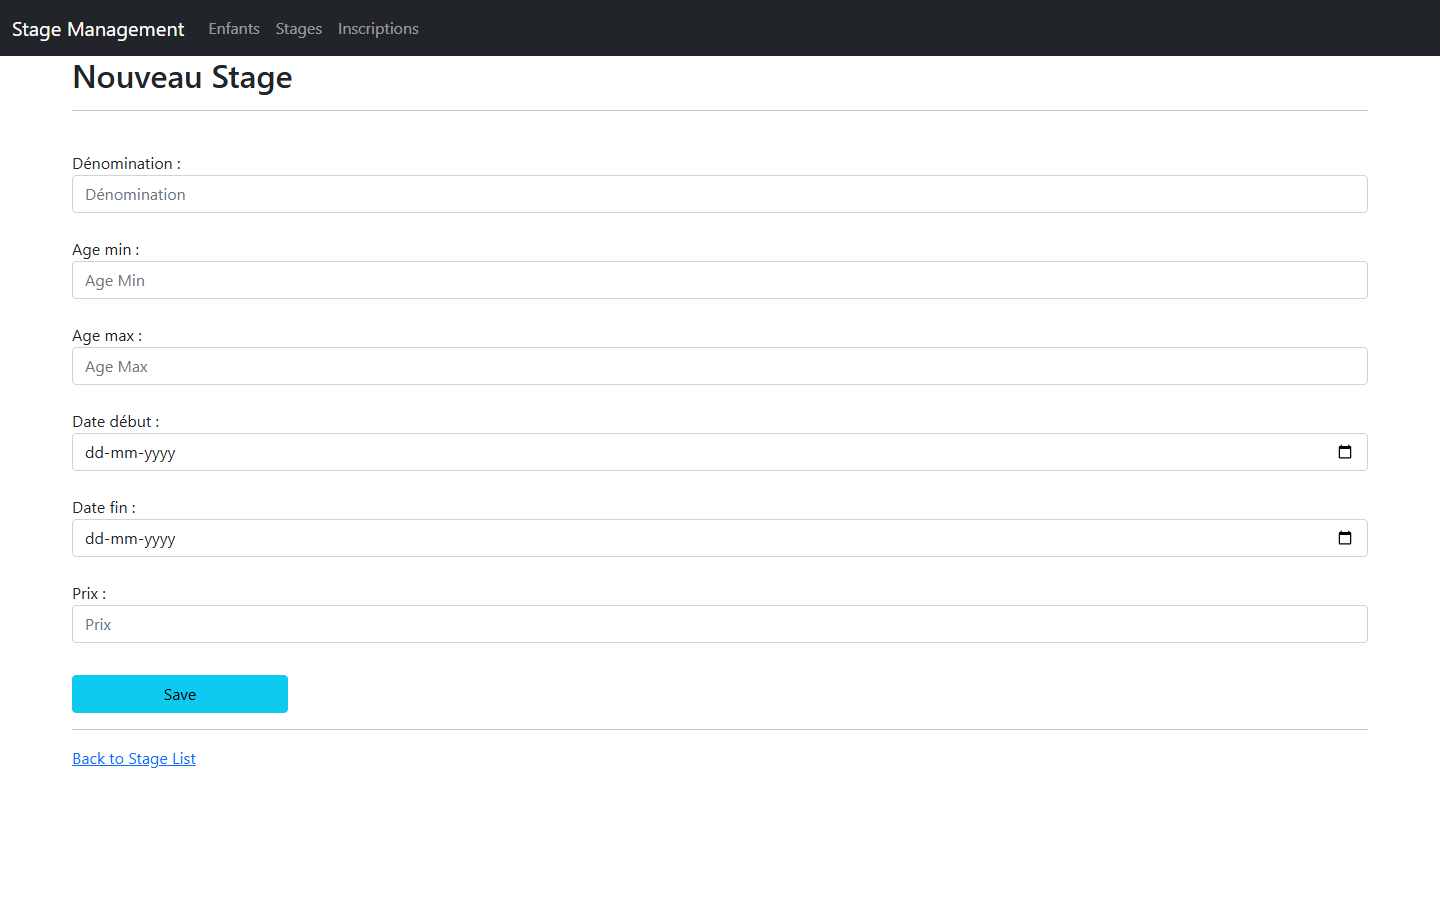 Stage Management Enfants Stages Inscriptions
Nouveau Stage
Dénomination :
Dénomination
Age min :
Age Min
Age max :
Age Max
Date début :
dd-mm-yyyy
Date fin :
dd-mm-yyyy
Prix :
Prix
Save
Back to Stage List